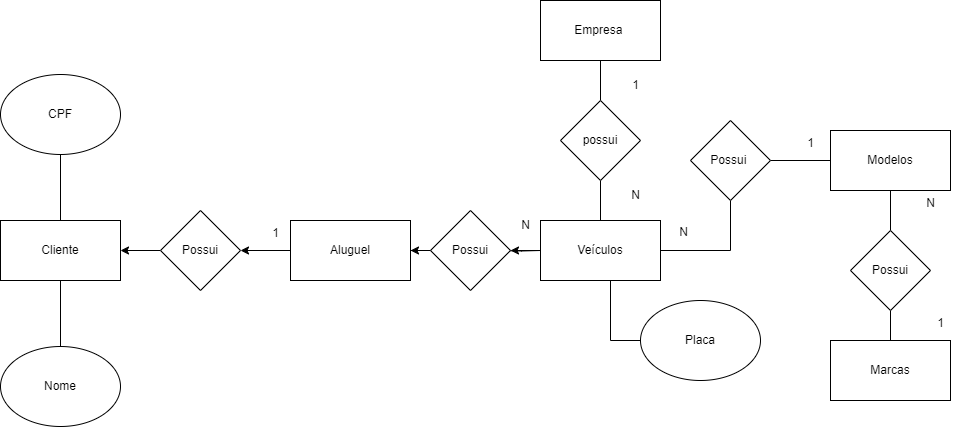 Empresa
1
CPF
possui
Possui
1
Modelos
N
N
Cliente
Possui
1
Aluguel
Possui
N
Veículos
N
Possui
1
Placa
Marcas
Nome